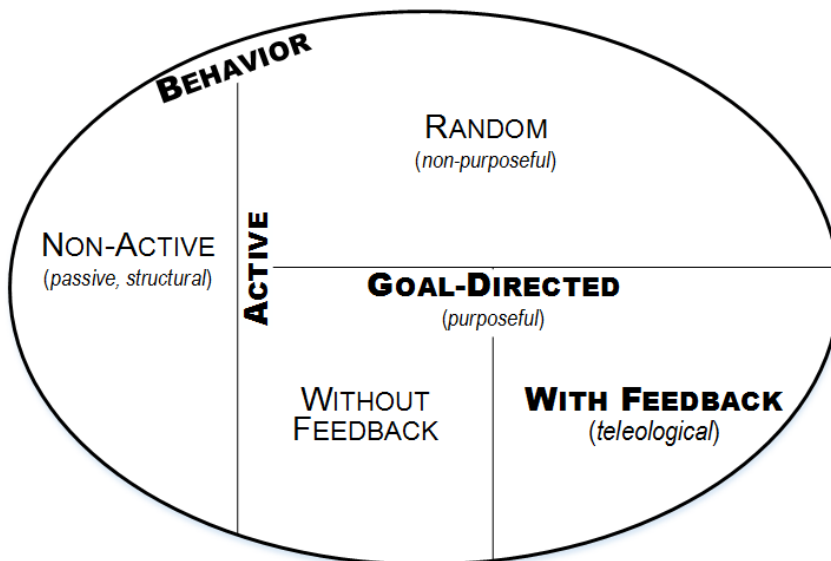 BEHAVIOR
RANDOM
(non-purposeful)
NON-ACTIVE
(passive, structural)
ACTIVE
GOAL-DIRECTED
(purposeful)
WITHOUT
FEEDBACK
WITH FEEDBACK
(teleological)